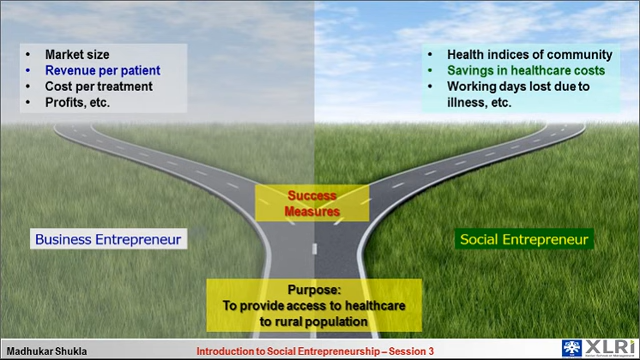 • Market size
• Revenue per patient
• Cost per treatment
• Profits, etc.
• Health indices of community
• Savings in healthcare costs
• Working days lost due to
illness, etc.
Success
Measures
Business Entrepreneur
Social Entrepreneur
Purpose:
To provide access to healthcare
to rural population
Madhukar Shukla
Introduction to Social Entrepreneurship – Session 3
XLRI